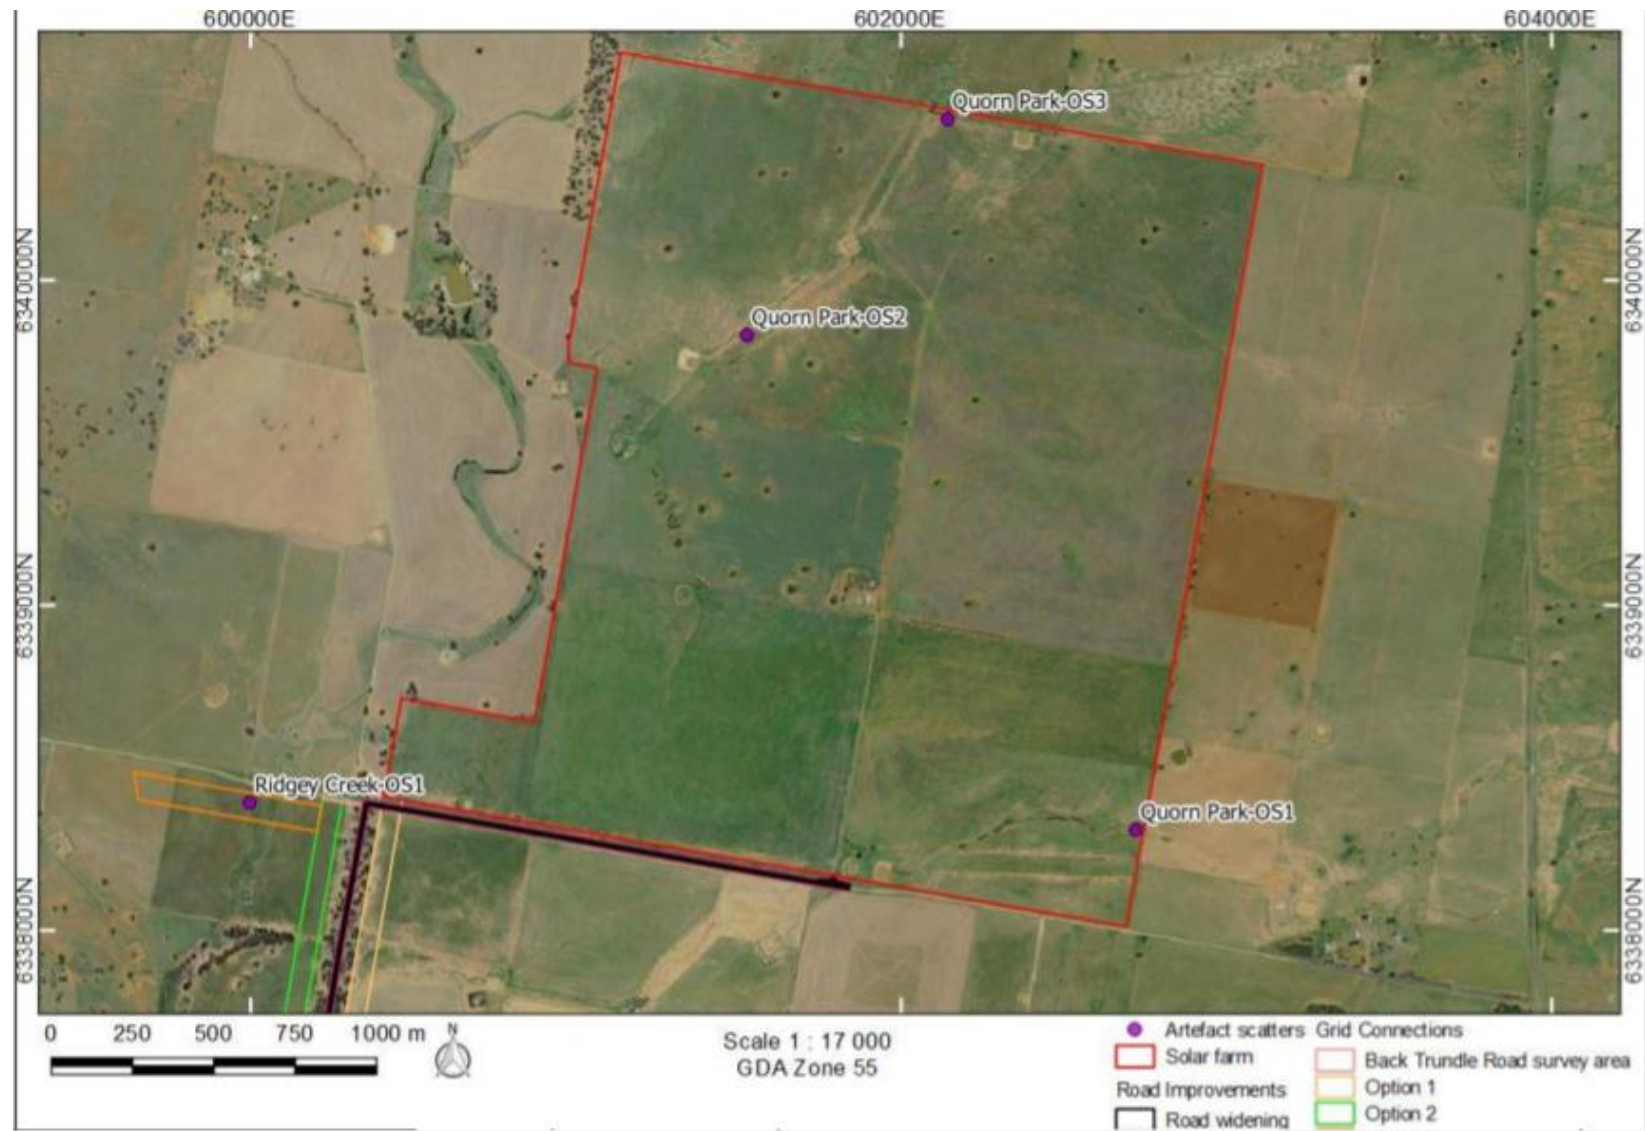 600000E 602000E 604000E
Quorn Park-OS3
6340000N 6340000N
Quorn Park-OS2
6339000N 6339000N
Ridgey Creek-OS1
Quorn Park-OS1
6338000N 6338000N
0 250 500 750 1000 m
N
Scale 1 : 17 000
GDA Zone 55
Artefact scatters
Solar farm
Road Improvements
Road widening
Grid Connections
Back Trundle Road survey area
Option 1
Option 2